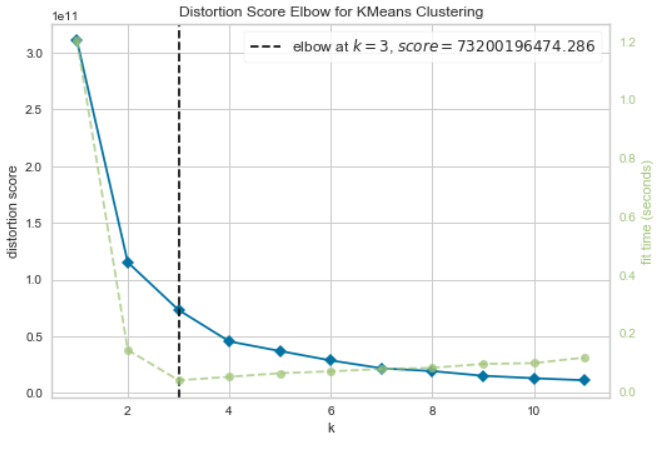 Distortion Score Elbow for KMeans Clustering
1e11
elbow at k = 3, score = 73200196474.286
3.0
2.5
2.0
1.5
1.0
0.5
0.0
distortion score
1.2
1.0
0.8
0.6
0.4
0.2
0.0
fit time (seconds)
2 4 6 8 10
k